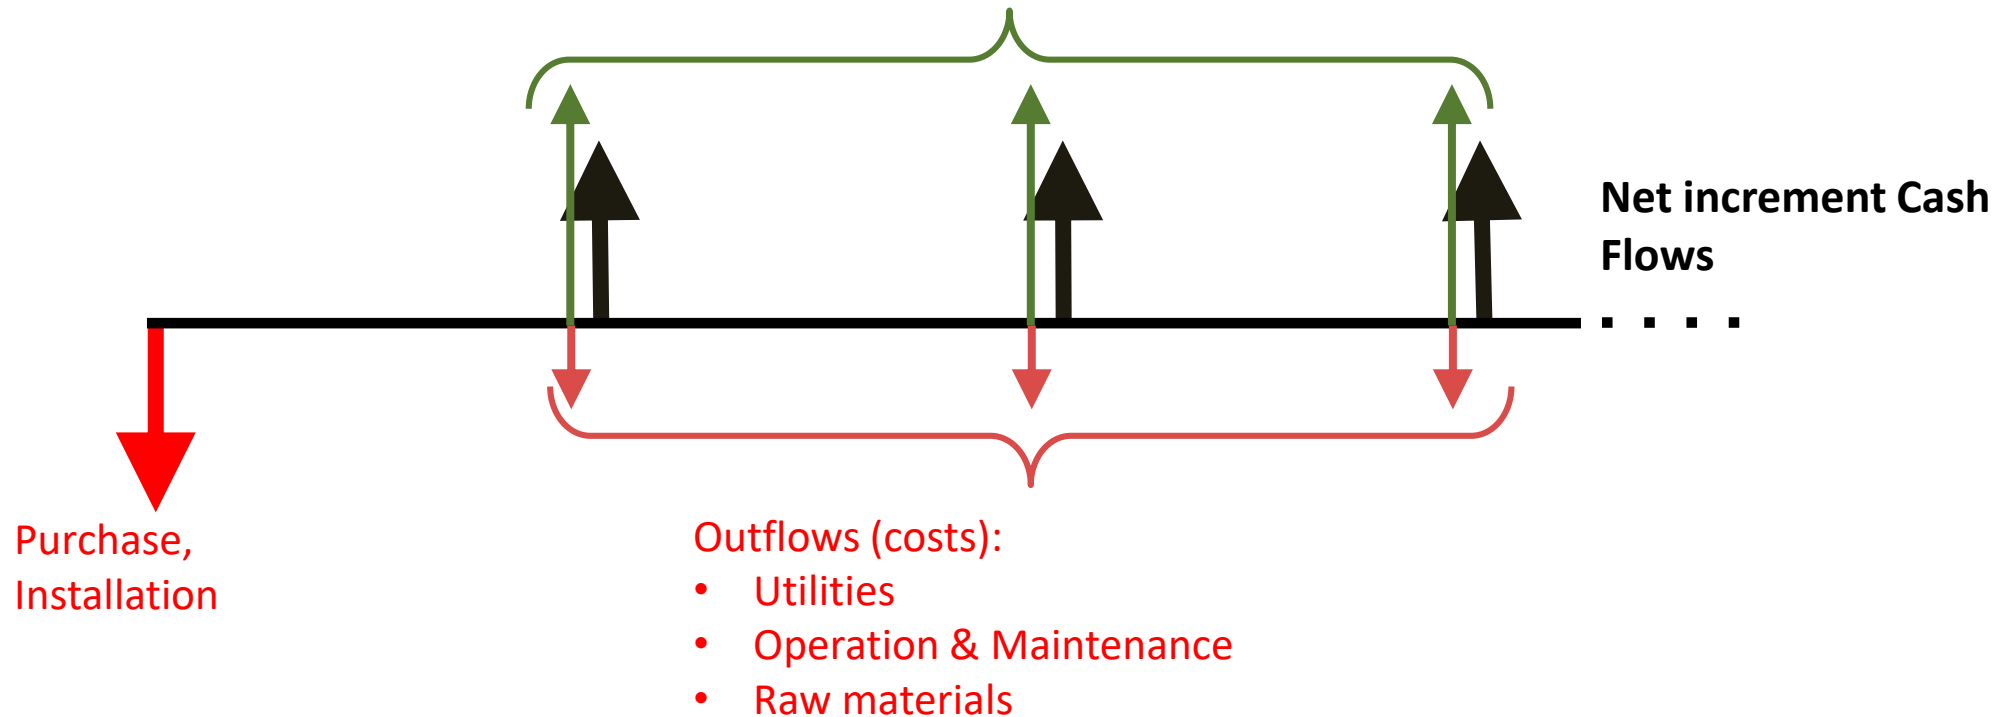 Net increment Cash
Flows
Purchase,
Installation
Outflows (costs):
• Utilities
• Operation & Maintenance
• Raw materials